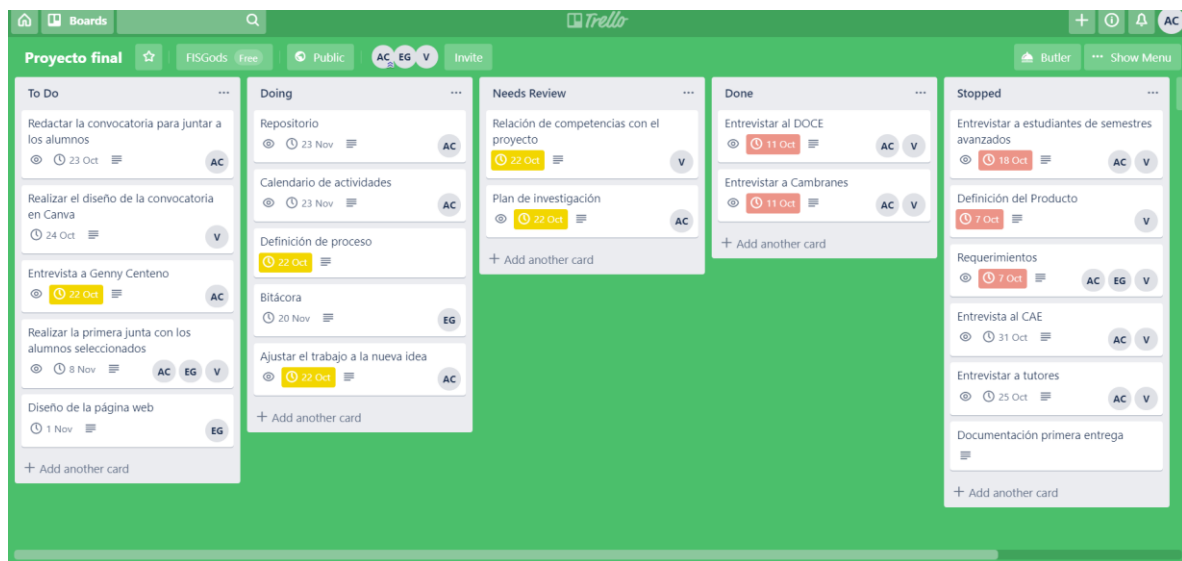 Boards
Trello
AC
Proyecto final
FISGods Free
Public
AC EG V
Invite
Butler
Show Menu
To Do
Redactar la convocatoria para juntar a
los alumnos
23 Oct
AC
Realizar el diseño de la convocatoria
en Canva
24 Oct
V
Entrevista a Genny Centeno
22 Oct
AC
Realizar la primera junta con los
alumnos seleccionados
8 Nov
AC EG V
Diseño de la página web
1 Nov
EG
+ Add another card
Doing
Repositorio
23 Nov
AC
Calendario de actividades
23 Nov
AC
Definición de proceso
22 Oct
Bitácora
20 Nov
EG
Ajustar el trabajo a la nueva idea
22 Oct
AC
+ Add another card
Needs Review
Relación de competencias con el
proyecto
22 Oct
V
Plan de investigación
22 Oct
AC
+ Add another card
Done
Entrevistar al DOCE
11 Oct
AC V
Entrevistar a Cambranes
11 Oct
AC V
+ Add another card
Stopped
Entrevistar a estudiantes de semestres
avanzados
18 Oct
AC V
Definición del Producto
7 Oct
V
Requerimientos
7 Oct
AC EG V
Entrevista al CAE
31 Oct
AC V
Entrevistar a tutores
25 Oct
AC V
Documentación primera entrega
+ Add another card